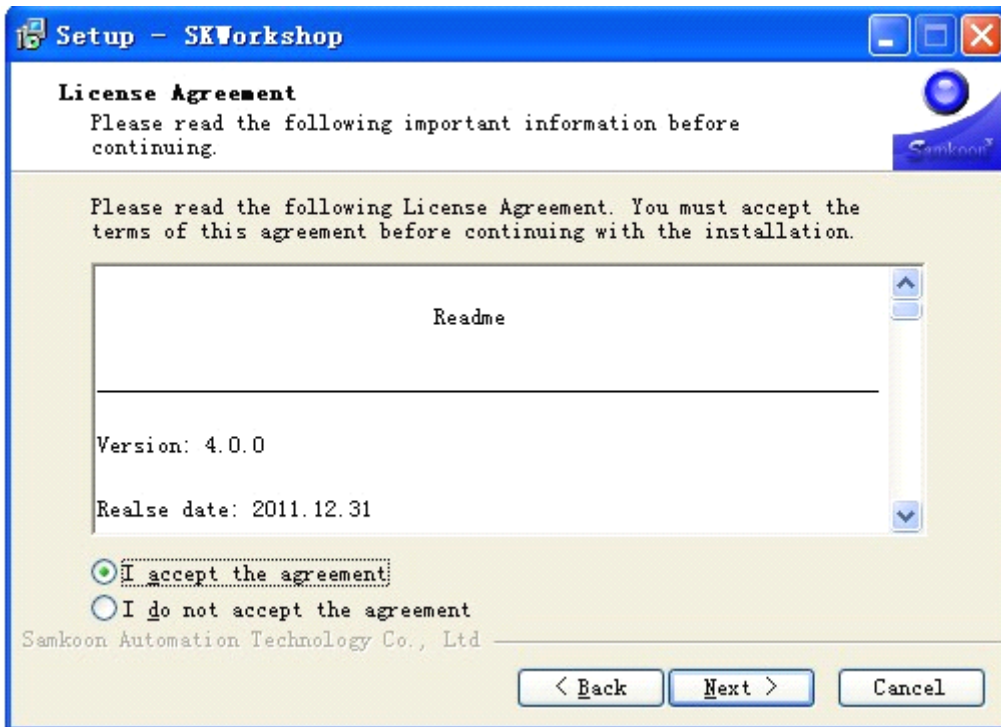 Setup - SKWorkshop
License Agreement
Please read the following important information before
continuing.
Samkoon
Please read the following License Agreement. You must accept the
terms of this agreement before continuing with the installation.
Readme
Version: 4.0.0
Realse date: 2011.12.31
I accept the agreement
I do not accept the agreement
Samkoon Automation Technology Co., Ltd
< Back
Next >
Cancel